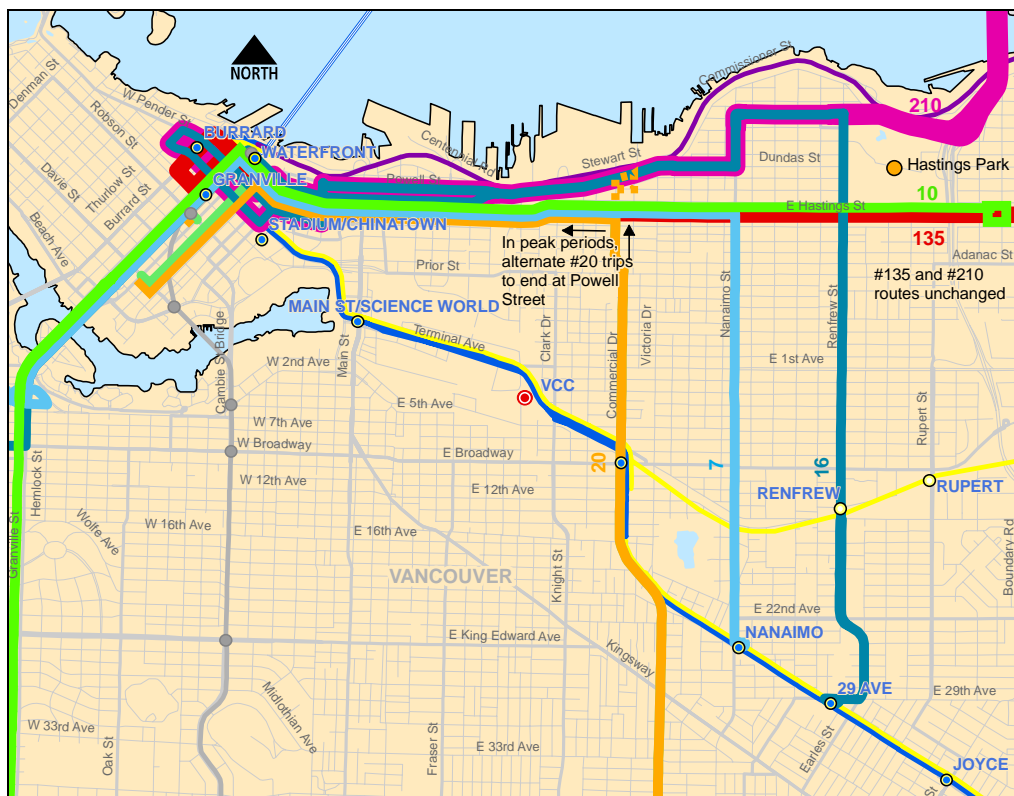 Denman St
W Pender St
Robson St
NORTH
Commissioner St
210
BURRARD
WATERFRONT
Centennial Rd
Stewart St
Dundas St
Hastings Park
Davie St
Thurlow St
Burrard St
GRANVILLE
Powell St
10
E Hastings St
Beach Ave
STADIUM/CHINATOWN
135
In peak periods,
alternate #20 trips
to end at Powell
Street
Adanac St
Prior St
#135 and #210
routes unchanged
Nanaimo St
Renfrew St
MAIN ST/SCIENCE WORLD
Main St
Terminal Ave
Clark Dr
Commercial Dr
Victoria Dr
Cambie St Bridge
W 2nd Ave
E 1st Ave
VCC
E 5th Ave
W 7th Ave
Rupert St
W Broadway
E Broadway
20
7
16
Hemlock St
W 12th Ave
E 12th Ave
RENFREW
RUPERT
Granville St
Wolfe Ave
W 16th Ave
E 16th Ave
Knight St
Boundary Rd
VANCOUVER
E 22nd Ave
E King Edward Ave
Kingsway
NANAIMO
Midlothian Ave
29 AVE
E 29th Ave
W 33rd Ave
Oak St
Fraser St
E 33rd Ave
Earles St
JOYCE
St